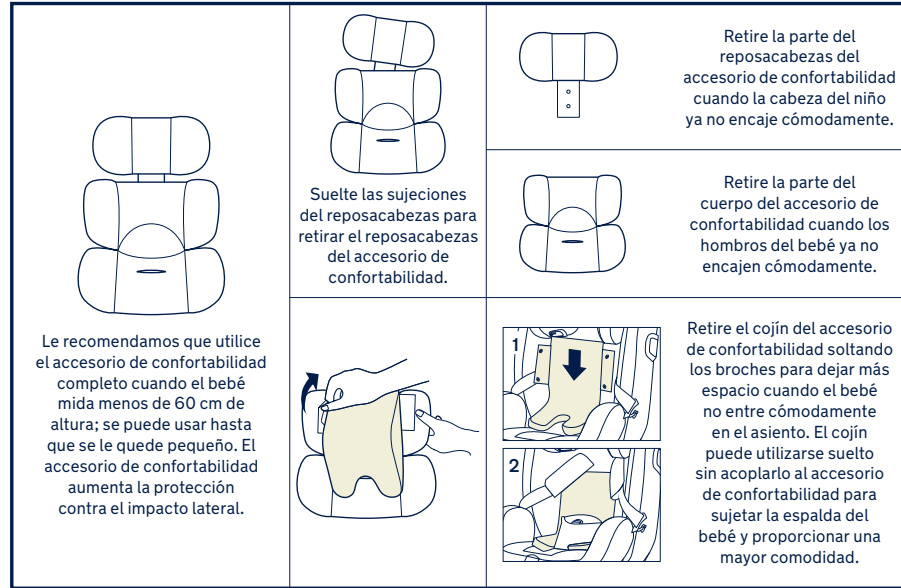 Le recomendamos que utilice
el accesorio de confortabilidad
completo cuando el bebé
mida menos de 60 cm de
altura; se puede usar hasta
que se le quede pequeño. El
accesorio de confortabilidad
aumenta la protección
contra el impacto lateral.
Suelte las sujeciones
del reposacabezas para
retirar el reposacabezas
del accesorio de
confortabilidad.
Retire la parte del
reposacabezas del
accesorio de confortabilidad
cuando la cabeza del niño
ya no encaje cómodamente.
Retire la parte del
cuerpo del accesorio de
confortabilidad cuando los
hombros del bebé ya no
encajen cómodamente.
1
2
Retire el cojín del accesorio
de confortabilidad soltando
los broches para dejar más
espacio cuando el bebé
no entre cómodamente
en el asiento. El cojín
puede utilizarse suelto
sin acoplarlo al accesorio
de confortabilidad para
sujetar la espalda del
bebé y proporcionar una
mayor comodidad.